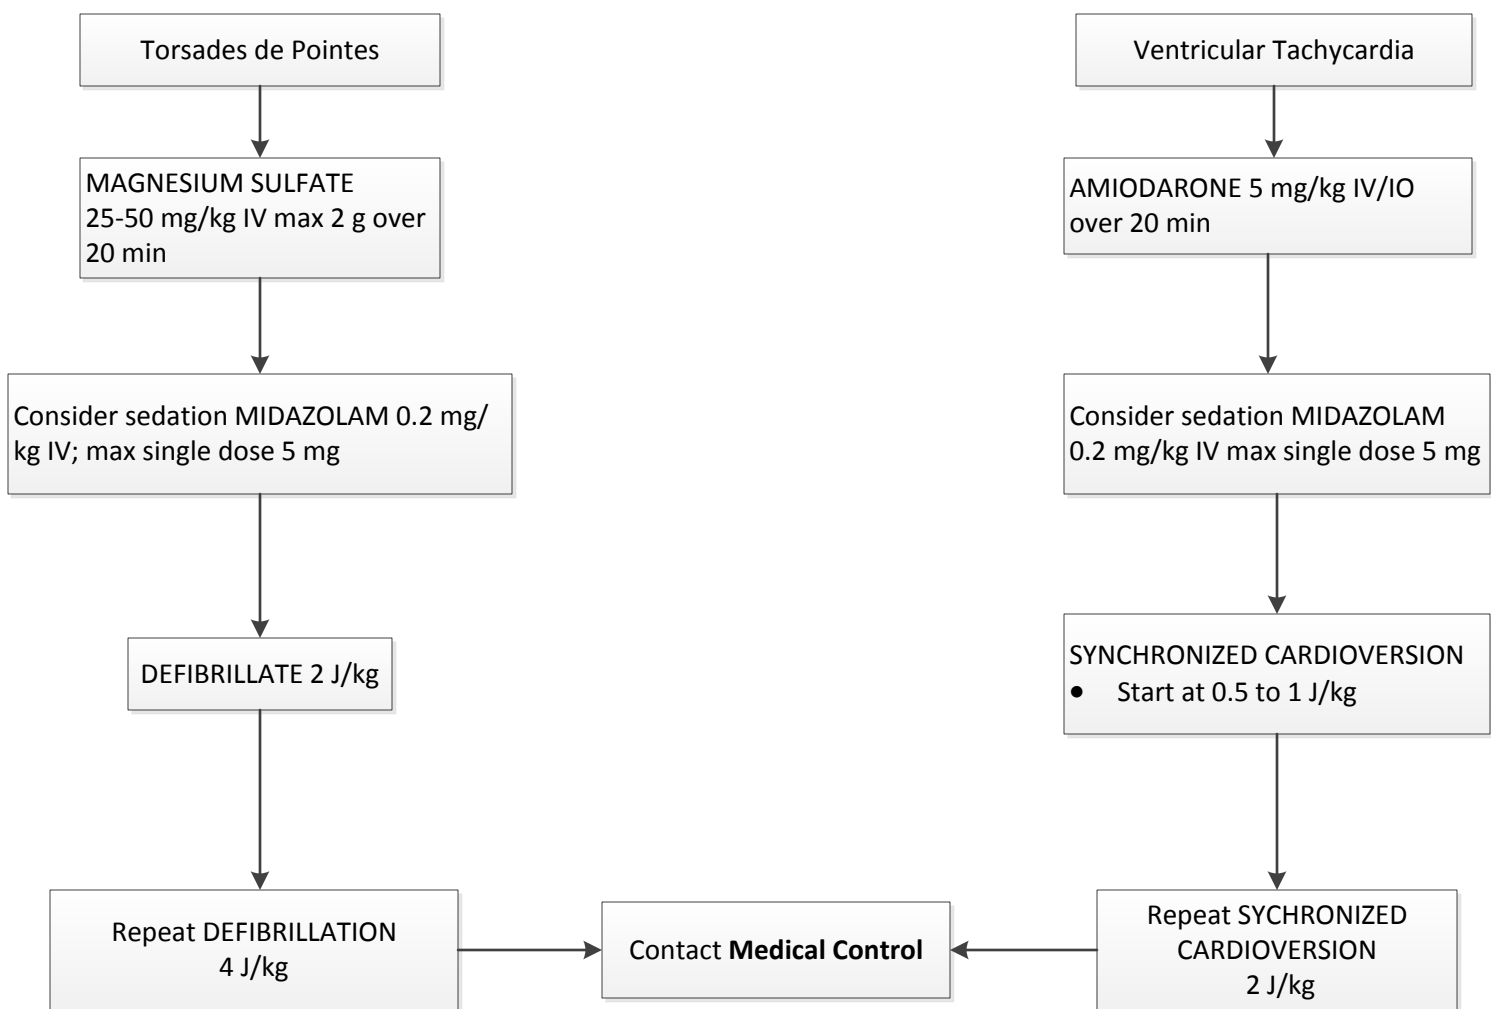 Torsades de Pointes
MAGNESIUM SULFATE
25-50 mg/kg IV max 2 g over
20 min
Consider sedation MIDAZOLAM 0.2 mg/
kg IV; max single dose 5 mg
DEFIBRILLATE 2 J/kg
Repeat DEFIBRILLATION
4 J/kg
Contact Medical Control
Ventricular Tachycardia
AMIODARONE 5 mg/kg IV/IO
over 20 min
Consider sedation MIDAZOLAM
0.2 mg/kg IV max single dose 5 mg
SYNCHRONIZED CARDIOVERSION
• Start at 0.5 to 1 J/kg
Repeat SYCHRONIZED
CARDIOVERSION
2 J/kg